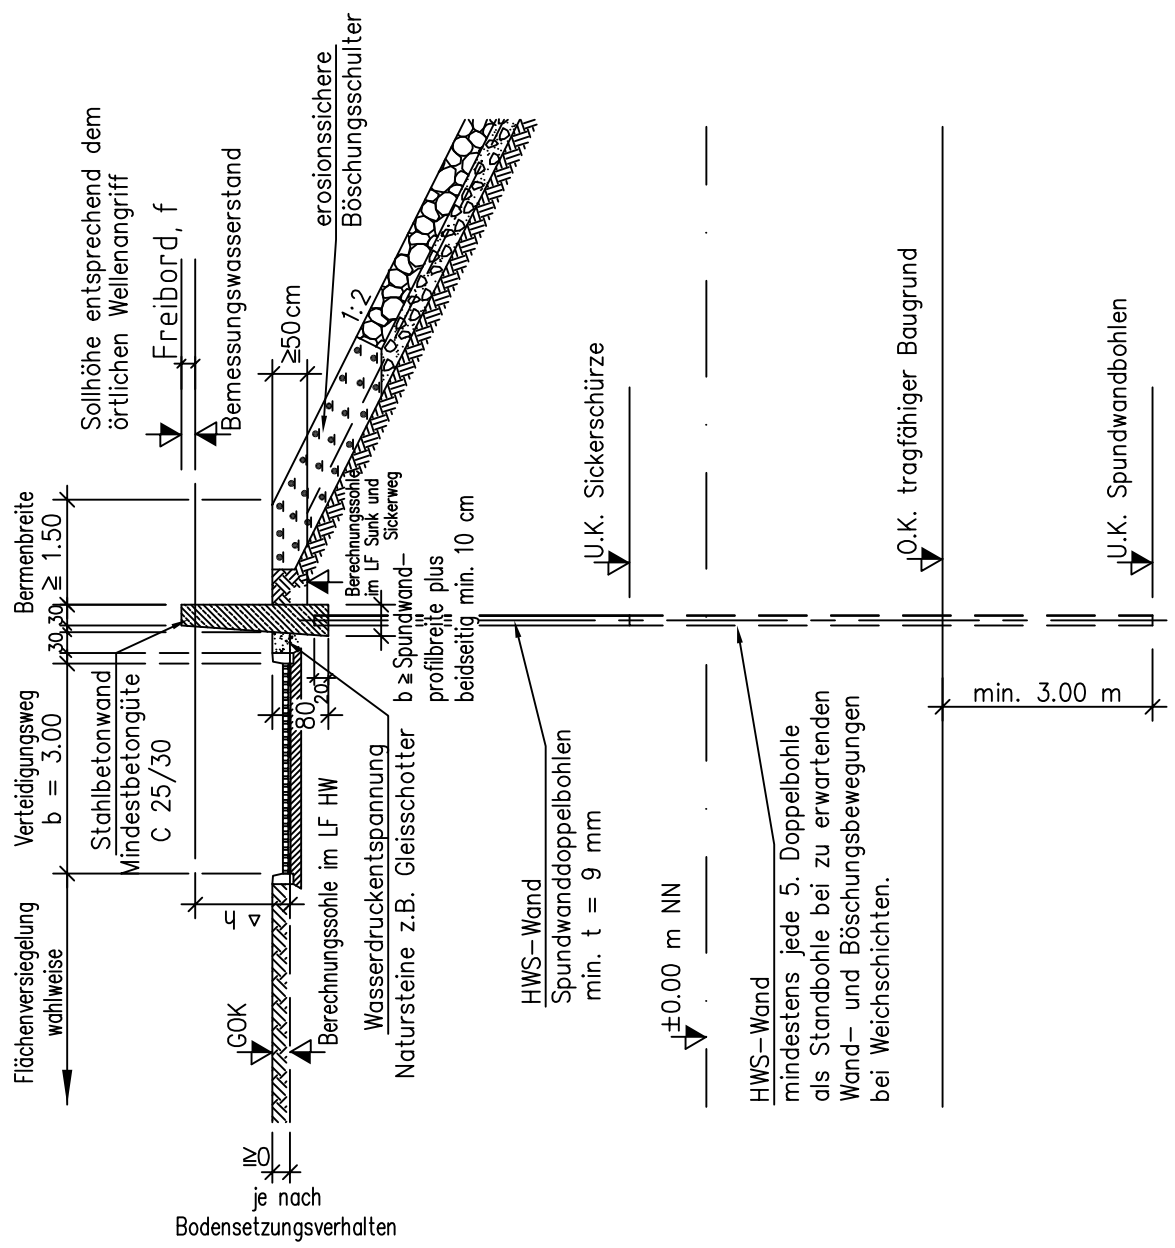 Flächenversiegelung
wahlweise
Verteidigungsweg
b = 3.00
30
30
Bermenbreite
≥ 1.50
Sollhöhe entsprechend dem
örtlichen Wellenangriff
Freibord, f
Bemessungswasserstand
Stahlbetonwand
Mindestbetongüte
C 25/30
erosionssichere
Böschungsschulter
≥50cm
1:2
h
GOK
Berechnungssohle im LF HW
≥0
je nach
Bodensetzungsverhalten
80
20
Berechnungssohle
im LF Sunk und
Sickerweg
b ≥ Spundwand-
profilbreite plus
beidseitig min. 10 cm
Wasserdruckentspannung
Natursteine z.B. Gleisschotter
HWS-Wand
Spundwanddoppelbohlen
min. t = 9 mm
U.K. Sickerschürze
±0.00 m NN
HWS-Wand
mindestens jede 5. Doppelbohle
als Standbohle bei zu erwartenden
Wand- und Böschungsbewegungen
bei Weichschichten.
O.K. tragfähiger Baugrund
min. 3.00 m
U.K. Spundwandbohlen